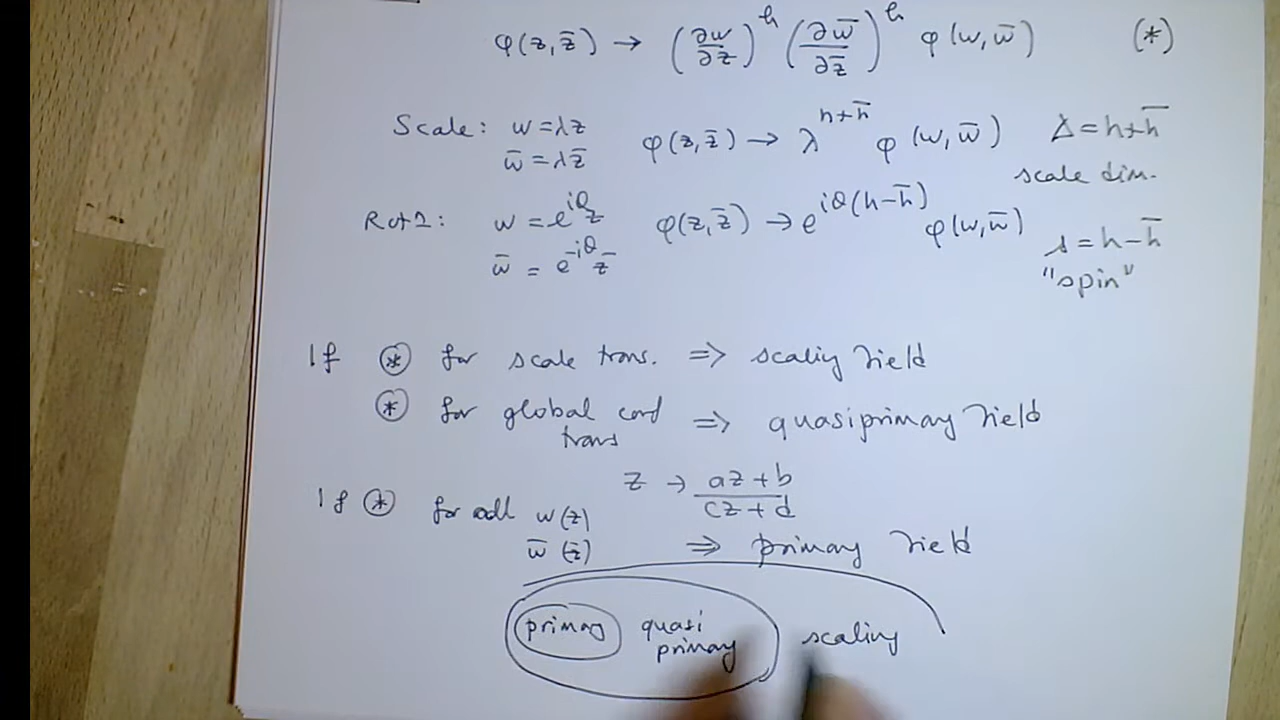 φ(z, z̄) → (∂w/∂z)^h (∂w̄/∂z̄)^h φ(w, w̄) (*)
Scale: w = λz φ(z, z̄) → λ^(h+h̄) φ(w, w̄) Δ = h+h̄
w̄ = λz̄ scale dim.
Rot: w = e^(iθ) z φ(z, z̄) → e^(iθ(h-h̄)) φ(w, w̄) s = h-h̄
w̄ = e^(-iθ) z̄ "spin"
If (*) for scale trans. => scaling field
(*) for global conf trans => quasiprimary field
z → (az+b)/(cz+d)
If (*) for all w(z)
w̄(z̄) => primary field
primary quasi primary scaling